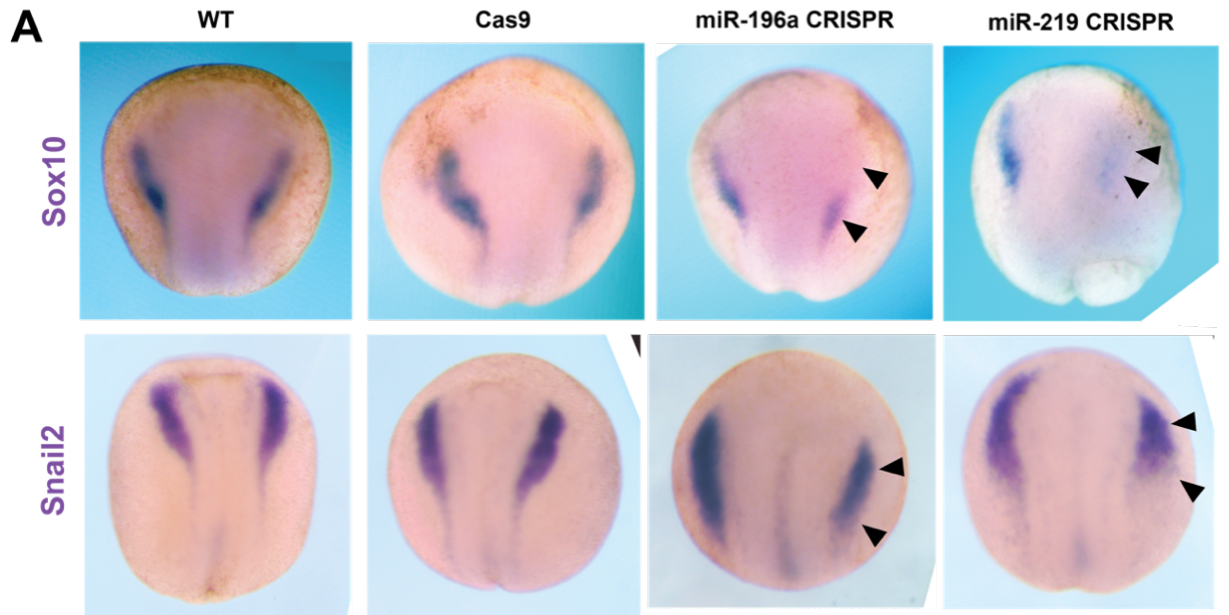 A
WT
Cas9
miR-196a CRISPR
miR-219 CRISPR
Sox10
Snail2